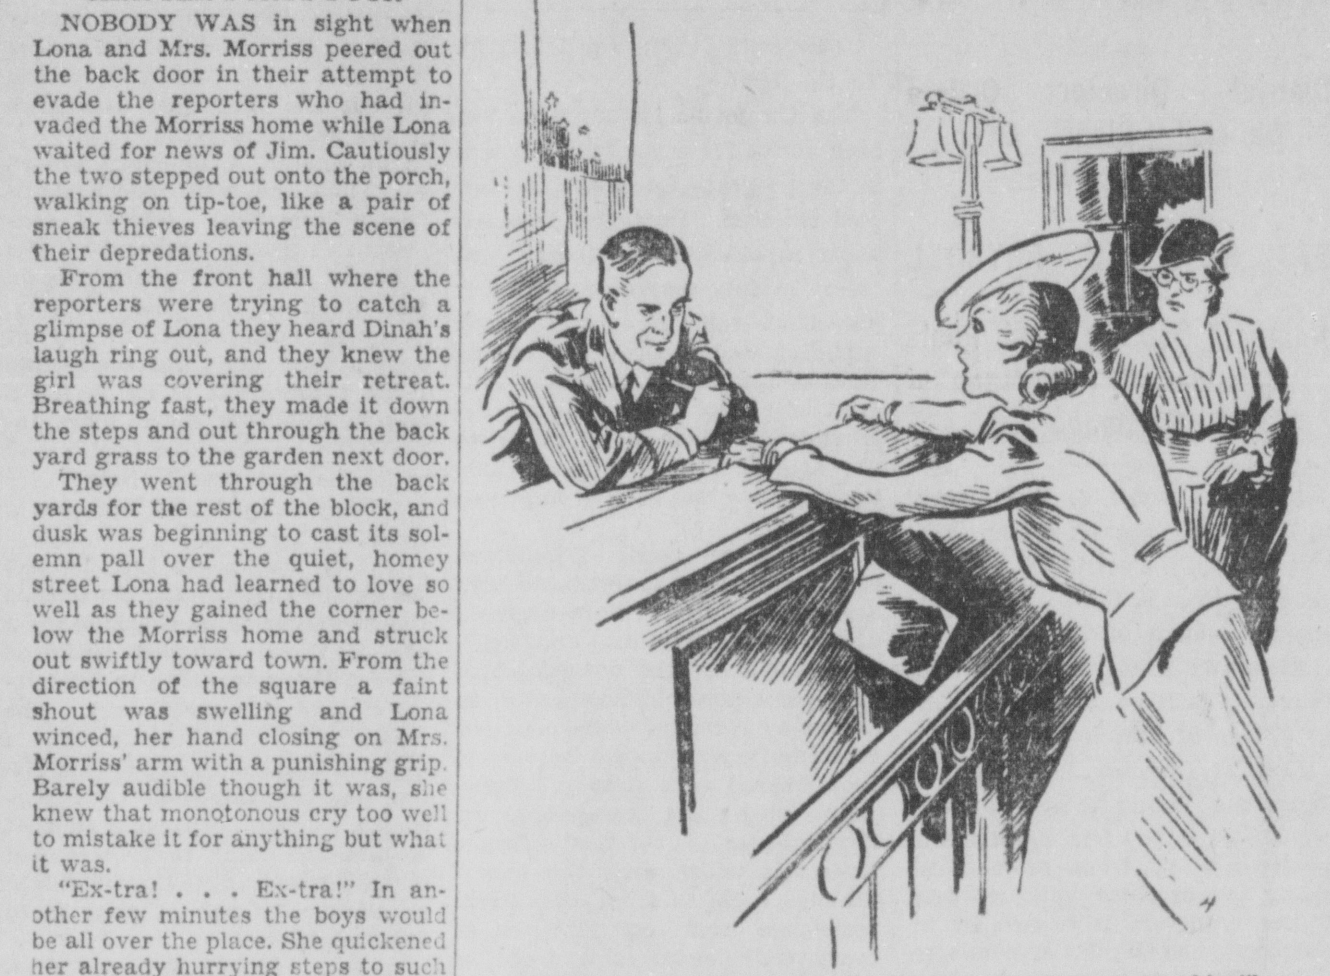 NOBODY WAS in sight when
Lona and Mrs. Morriss peered out
the back door in their attempt to
evade the reporters who had in-
vaded the Morriss home while Lona
waited for news of Jim. Cautiously
the two stepped out onto the porch,
walking on tip-toe, like a pair of
sneak thieves leaving the scene of
their depredations.
From the front hall where the
reporters were trying to catch a
glimpse of Lona they heard Dinah's
laugh ring out, and they knew the
girl was covering their retreat.
Breathing fast, they made it down
the steps and out through the back
yard grass to the garden next door.
They went through the back
yards for the rest of the block, and
dusk was beginning to cast its sol-
emn pall over the quiet, homey
street Lona had learned to love so
well as they gained the corner be-
low the Morriss home and struck
out swiftly toward town. From the
direction of the square a faint
shout was swelling and Lona
winced, her hand closing on Mrs.
Morriss' arm with a punishing grip.
Barely audible though it was, she
knew that monotonous cry too well
to mistake it for anything but what
it was.
"Ex-tra! . . . Ex-tra!" In an-
other few minutes the boys would
be all over the place. She quickened
her already hurrying steps to such